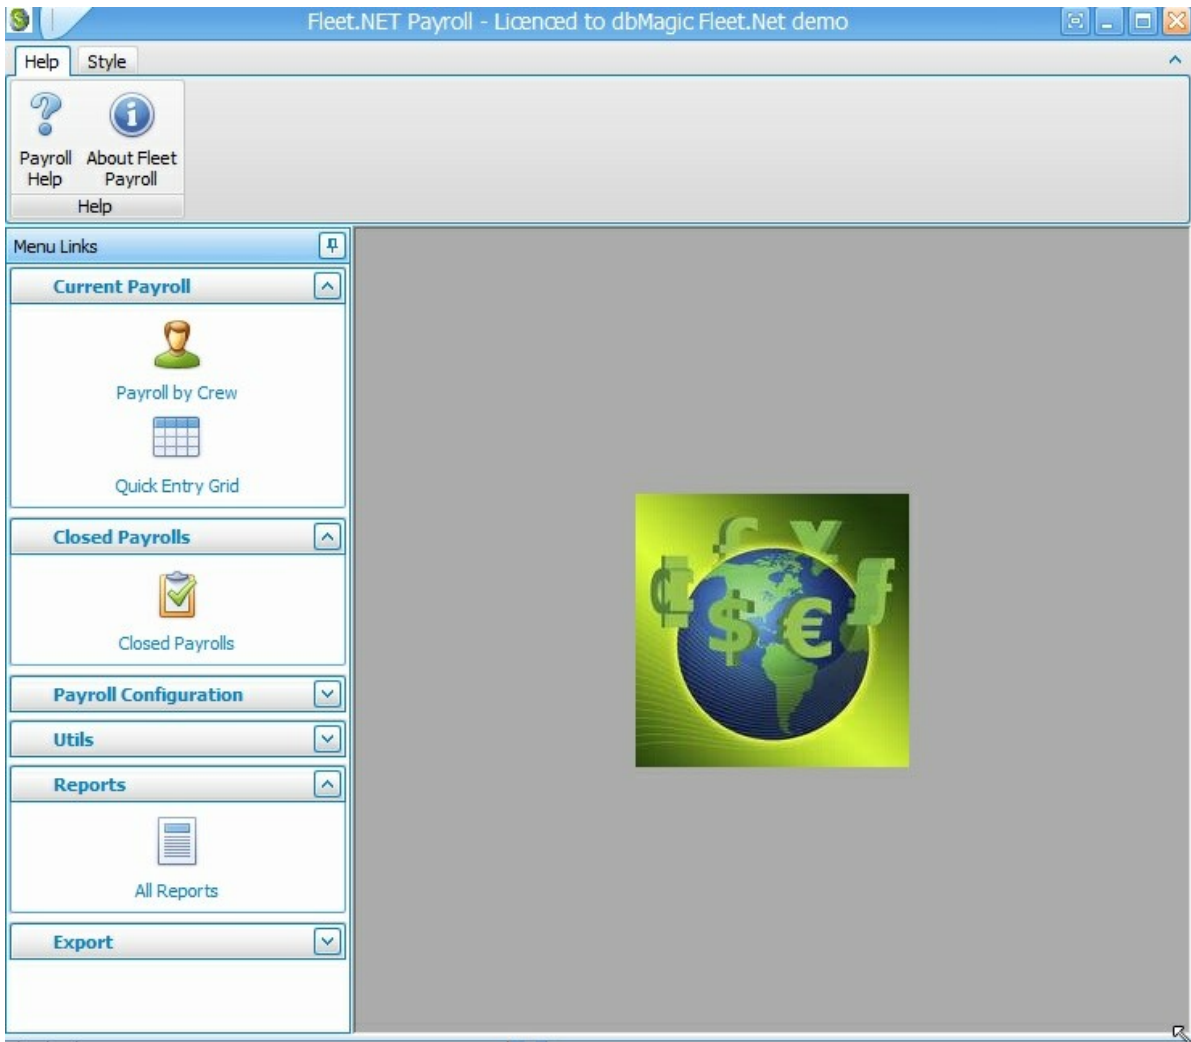 Fleet.NET Payroll - Licenced to dbMagic Fleet.Net demo
Help Style
Payroll Help
About Fleet Payroll
Help
Menu Links
Current Payroll
Payroll by Crew
Quick Entry Grid
Closed Payrolls
Closed Payrolls
Payroll Configuration
Utils
Reports
All Reports
Export